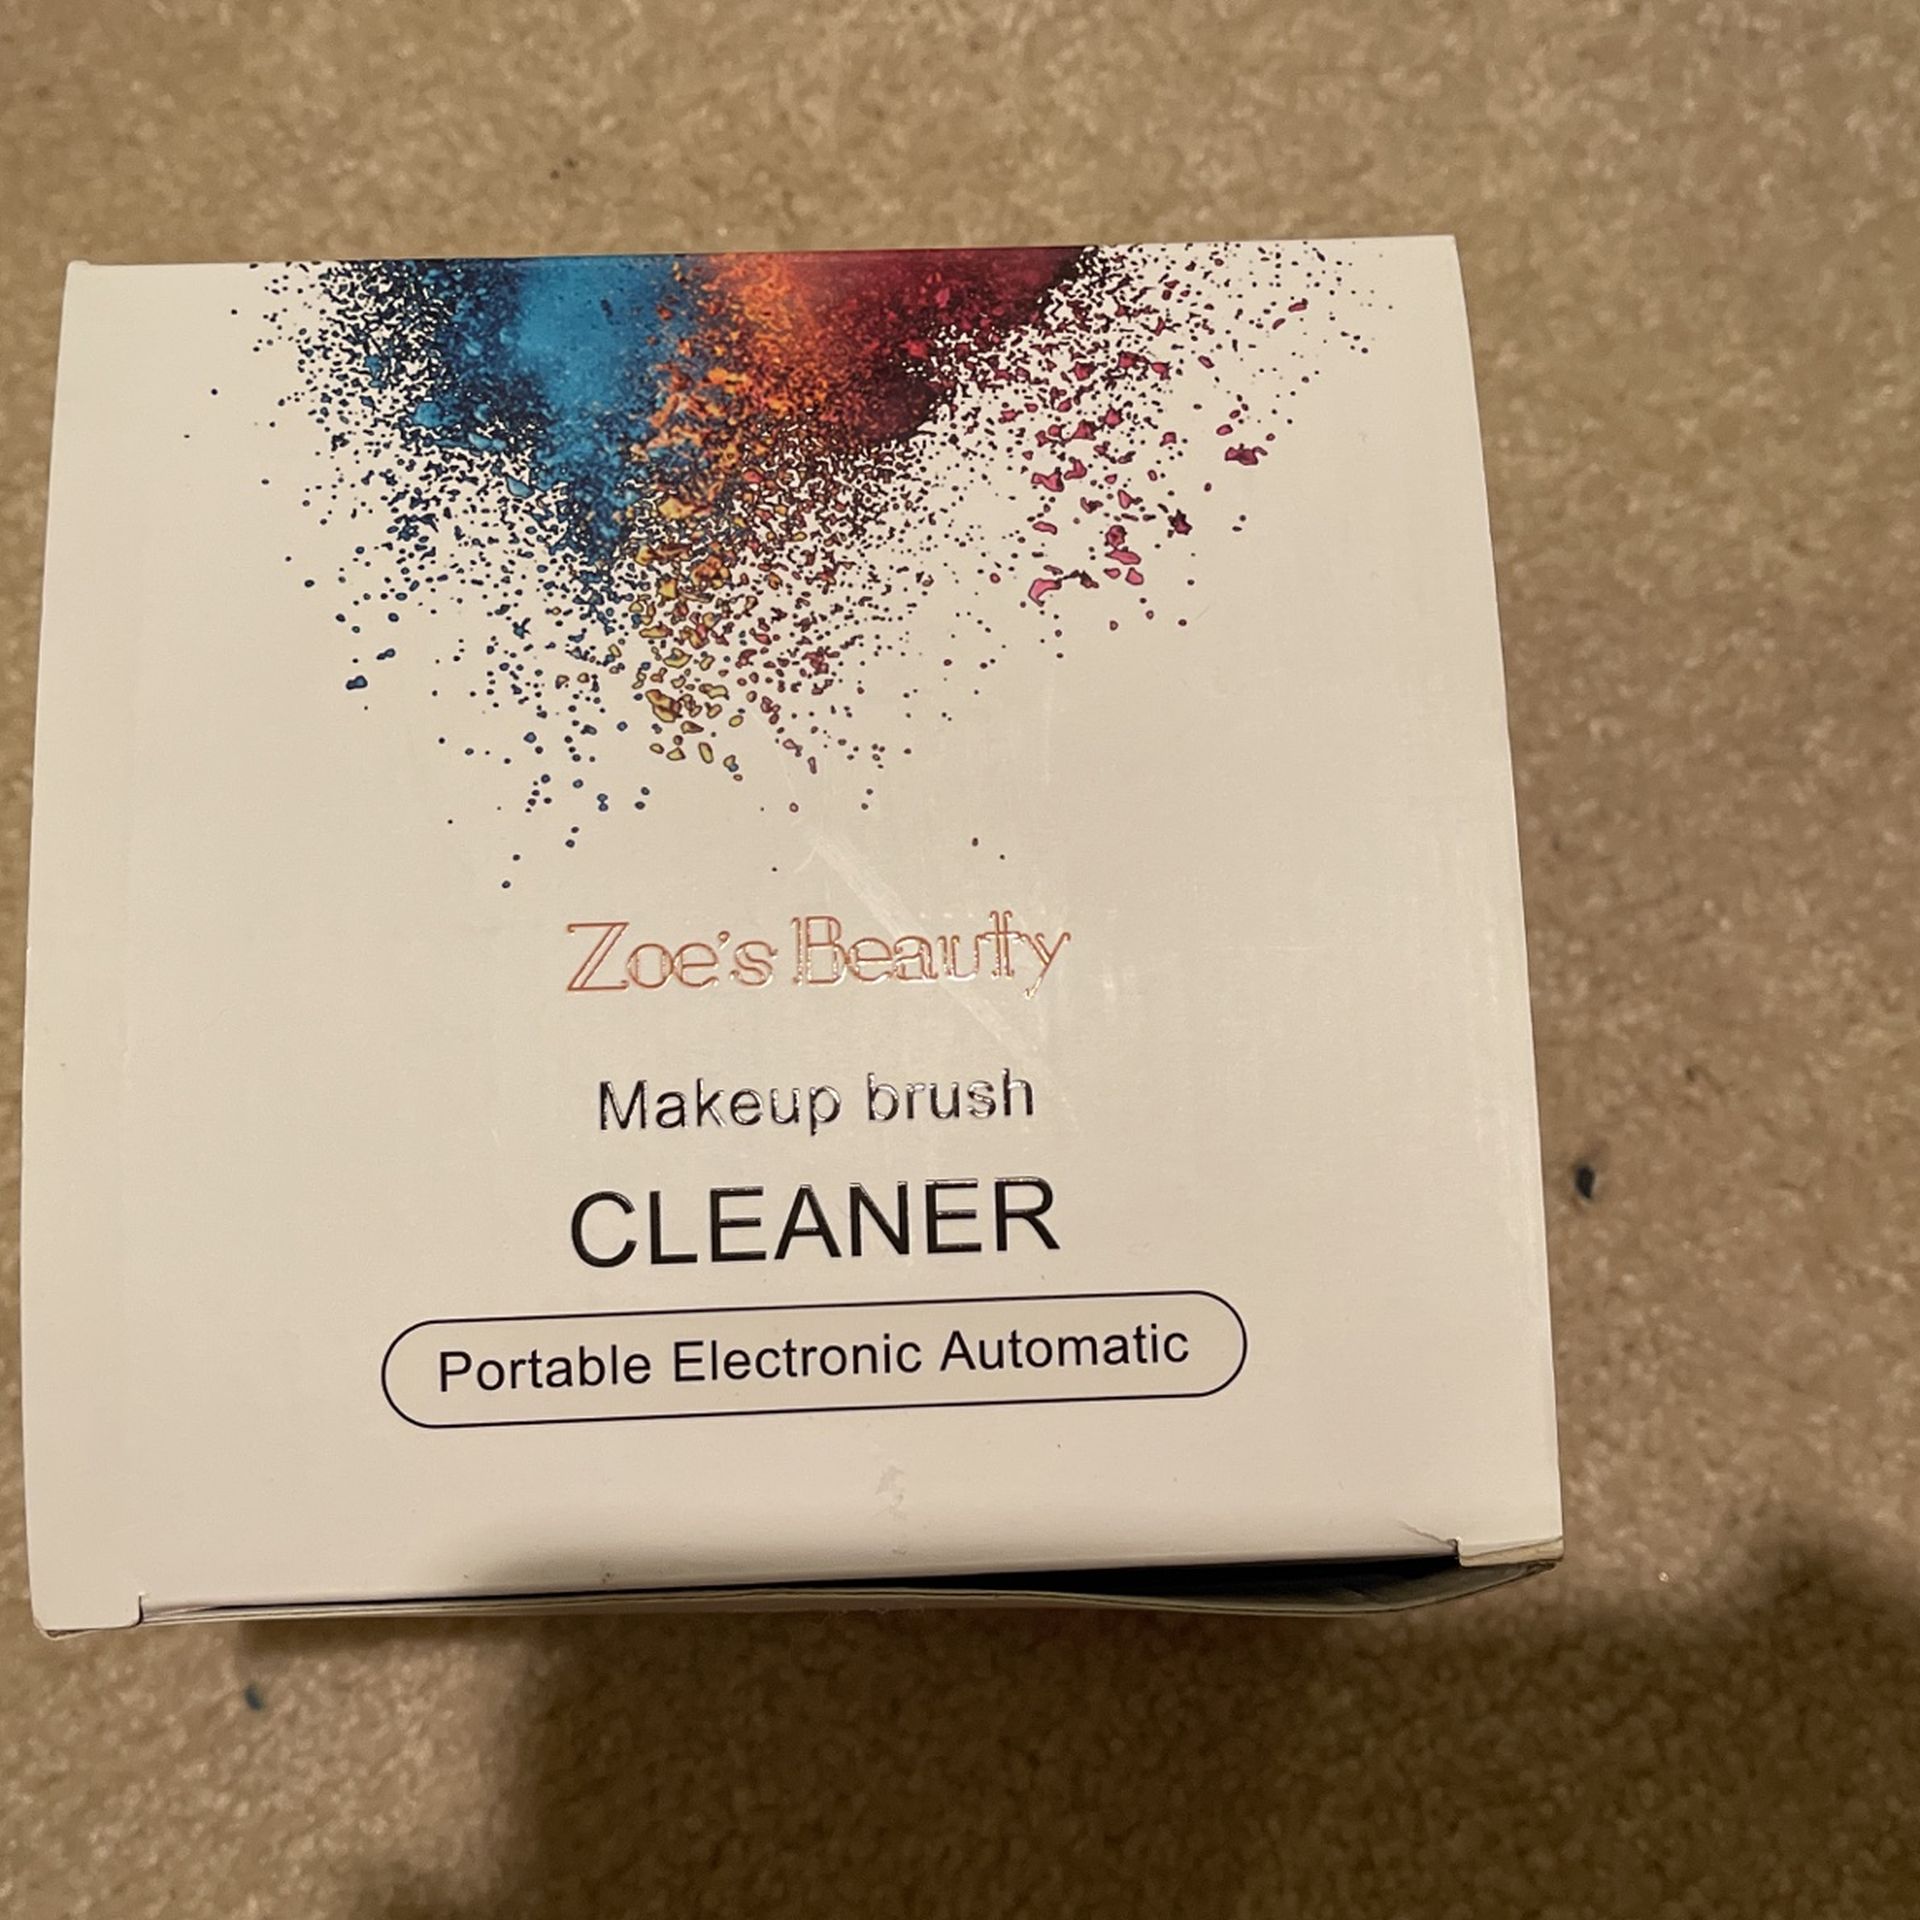 Zoe's Beauty
Makeup brush
CLEANER
Portable Electronic Automatic